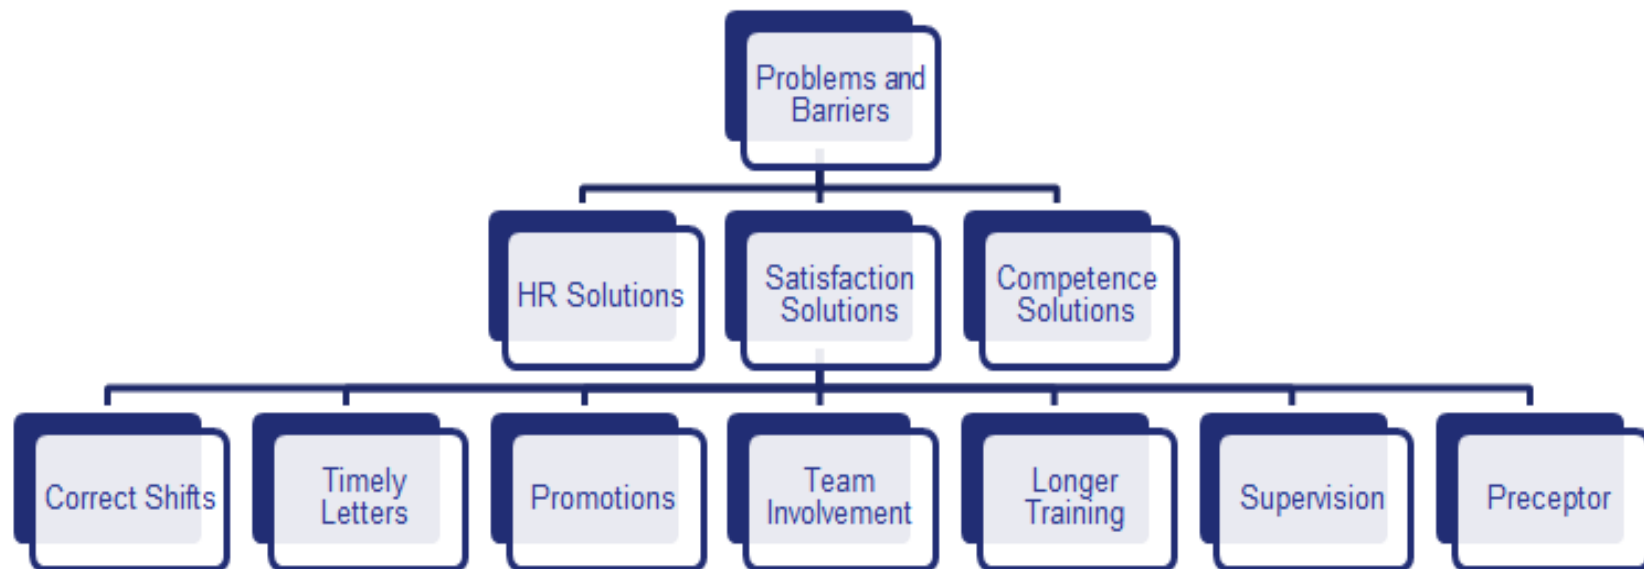 Problems and
Barriers
HR Solutions
Satisfaction
Solutions
Competence
Solutions
Correct Shifts
Timely
Letters
Promotions
Team
Involvement
Longer
Training
Supervision
Preceptor